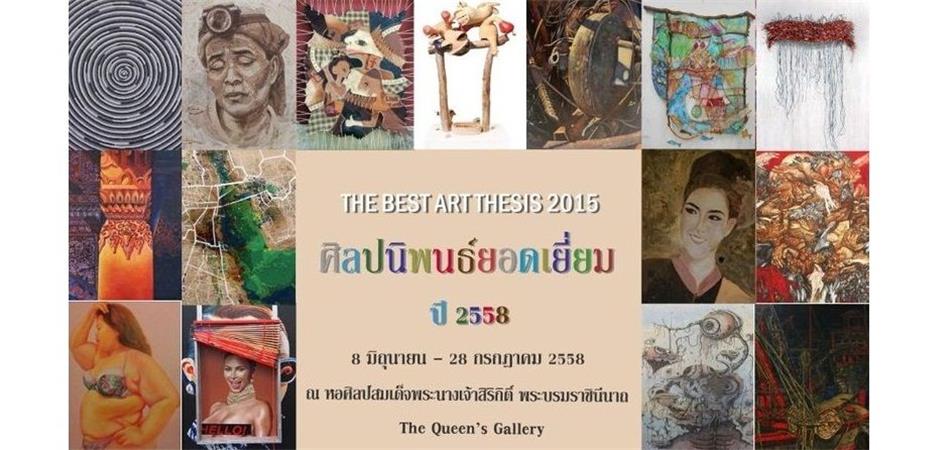 THE BEST ART THESIS 2015
ศิลปนิพนธ์ยอดเยี่ยม
ปี 2558
8 มิถุนายน - 28 กรกฎาคม 2558
ณ หอศิลปสมเด็จพระนางเจ้าสิริกิติ์ พระบรมราชินีนาถ
The Queen's Gallery
HELLO!